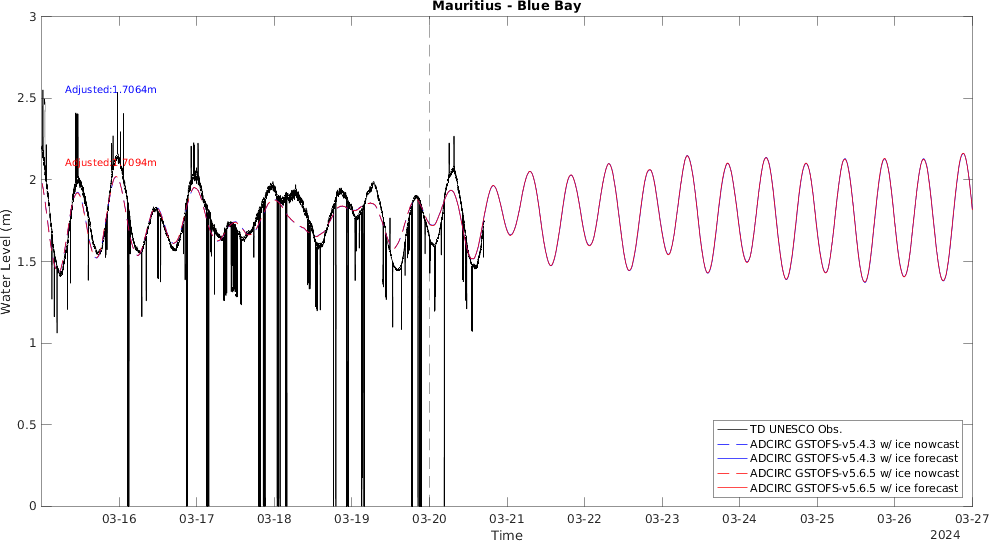 Mauritius - Blue Bay
3
2.5
2
1.5
1
0.5
0
Water Level (m)
Adjusted:1.7064m
Adjusted:1.7094m
TD UNESCO Obs.
ADCIRC GSTOFS-v5.4.3 w/ ice nowcast
ADCIRC GSTOFS-v5.4.3 w/ ice forecast
ADCIRC GSTOFS-v5.6.5 w/ ice nowcast
ADCIRC GSTOFS-v5.6.5 w/ ice forecast
03-16 03-17 03-18 03-19 03-20 03-21 03-22 03-23 03-24 03-25 03-26 03-27
Time
2024